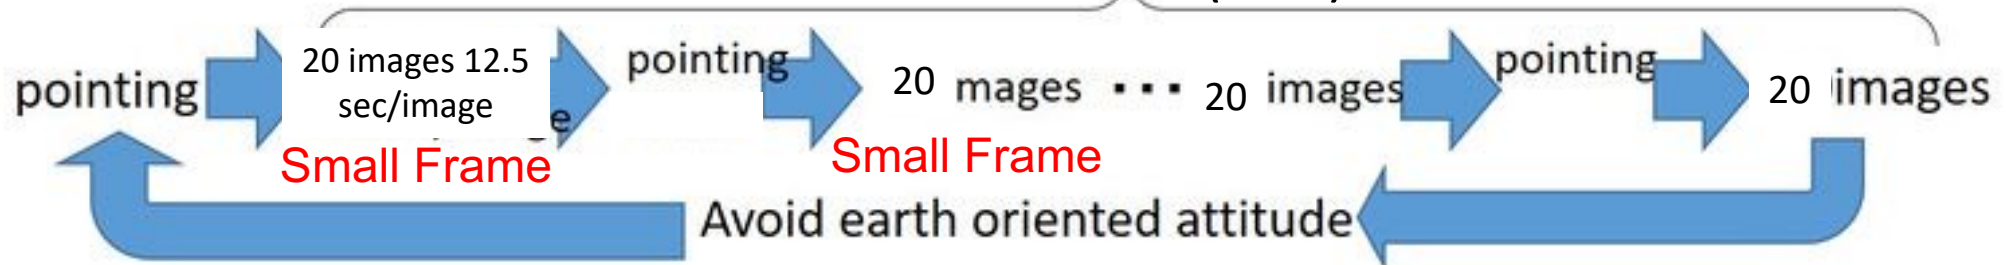 pointing
20 images 12.5
sec/image
Small Frame
pointing
20 mages ... 20 images
Small Frame
pointing
20 images
Avoid earth oriented attitude